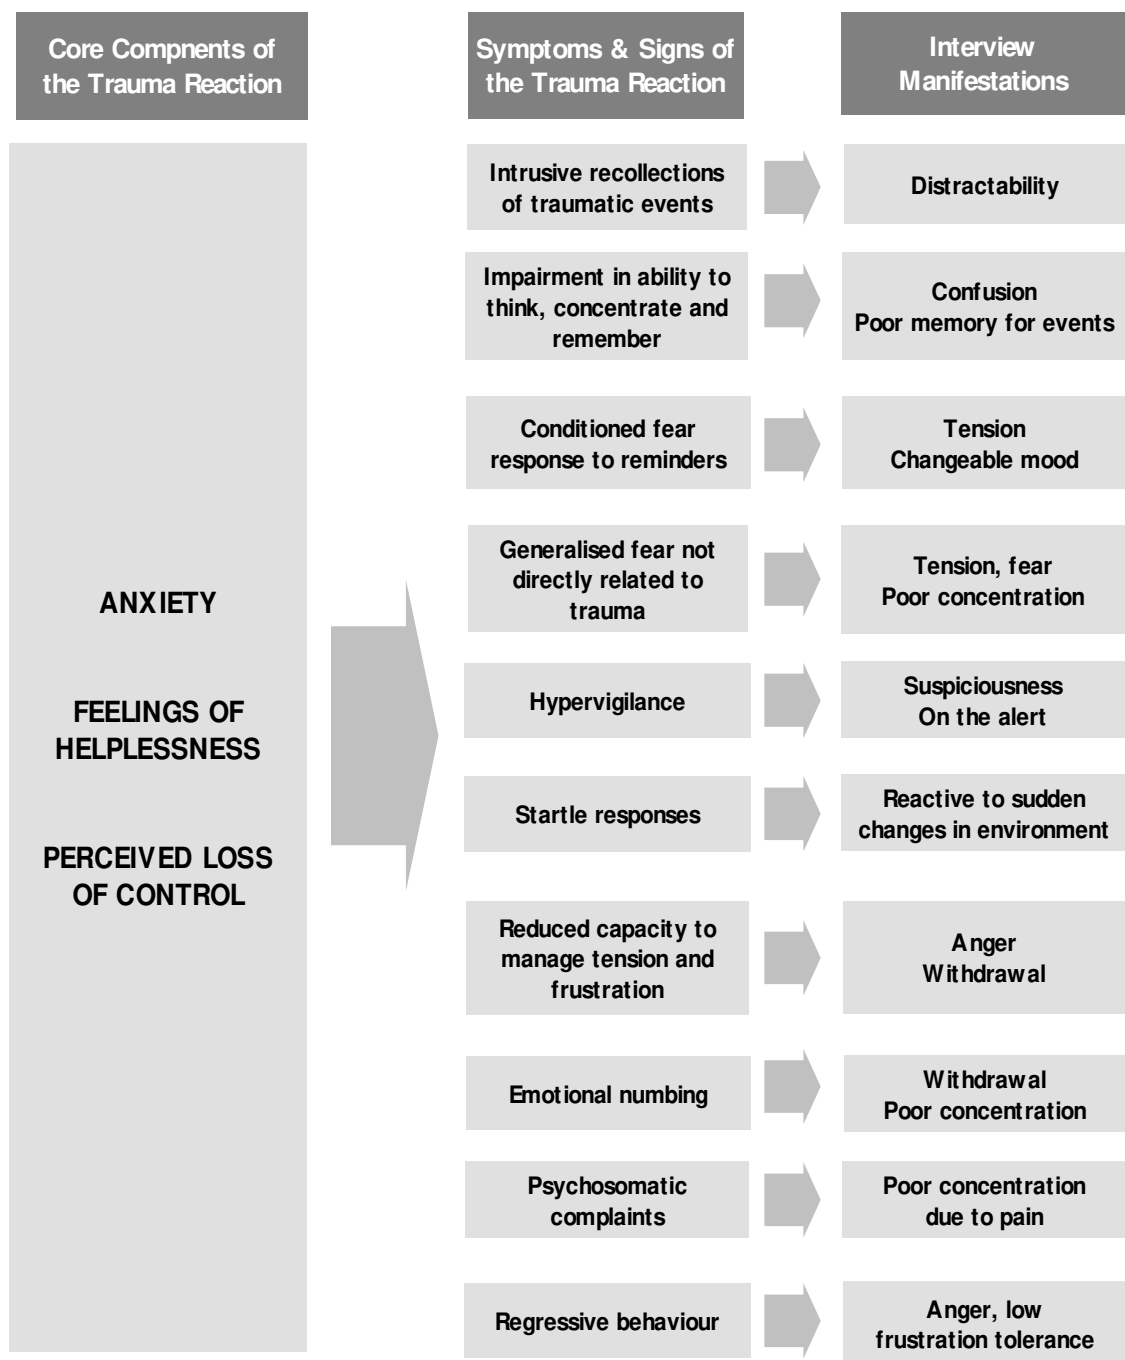 Core Compnents of
the Trauma Reaction
Symptoms & Signs of
the Trauma Reaction
Interview
Manifestations
ANXIETY
FEELINGS OF
HELPLESSNESS
PERCEIVED LOSS
OF CONTROL
Intrusive recollections
of traumatic events
Distractability
Impairment in ability to
think, concentrate and
remember
Confusion
Poor memory for events
Conditioned fear
response to reminders
Tension
Changeable mood
Generalised fear not
directly related to
trauma
Tension, fear
Poor concentration
Hypervigilance
Suspiciousness
On the alert
Startle responses
Reactive to sudden
changes in environment
Reduced capacity to
manage tension and
frustration
Anger
Withdrawal
Emotional numbing
Withdrawal
Poor concentration
Psychosomatic
complaints
Poor concentration
due to pain
Regressive behaviour
Anger, low
frustration tolerance